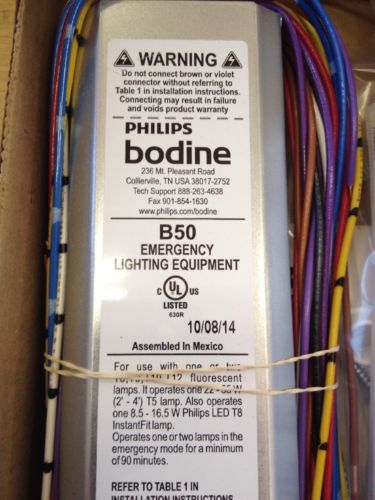 WARNING
Do not connect brown or violet
connector without referring to
Table 1 in installation instructions.
Connecting may result in failure
and voids product warranty
PHILIPS
bodine
236 Mt. Pleasant Road
Collierville, TN USA 38017-2752
Tech Support 888-263-4638
Fax 901-854-1630
www.philips.com/bodine
B50
EMERGENCY
LIGHTING EQUIPMENT
C UL US
LISTED
630R
10/08/14
Assembled In Mexico
For use with one or two
T12 fluorescent
lamps. It operates one 22-
(2' - 4') T5 lamp. Also operates
one 8.5 - 16.5 W Philips LED T8
InstantFit lamp.
Operates one or two lamps in the
emergency mode for a minimum
of 90 minutes.
REFER TO TABLE 1 IN
INSTALLATION INSTRUCTIONS